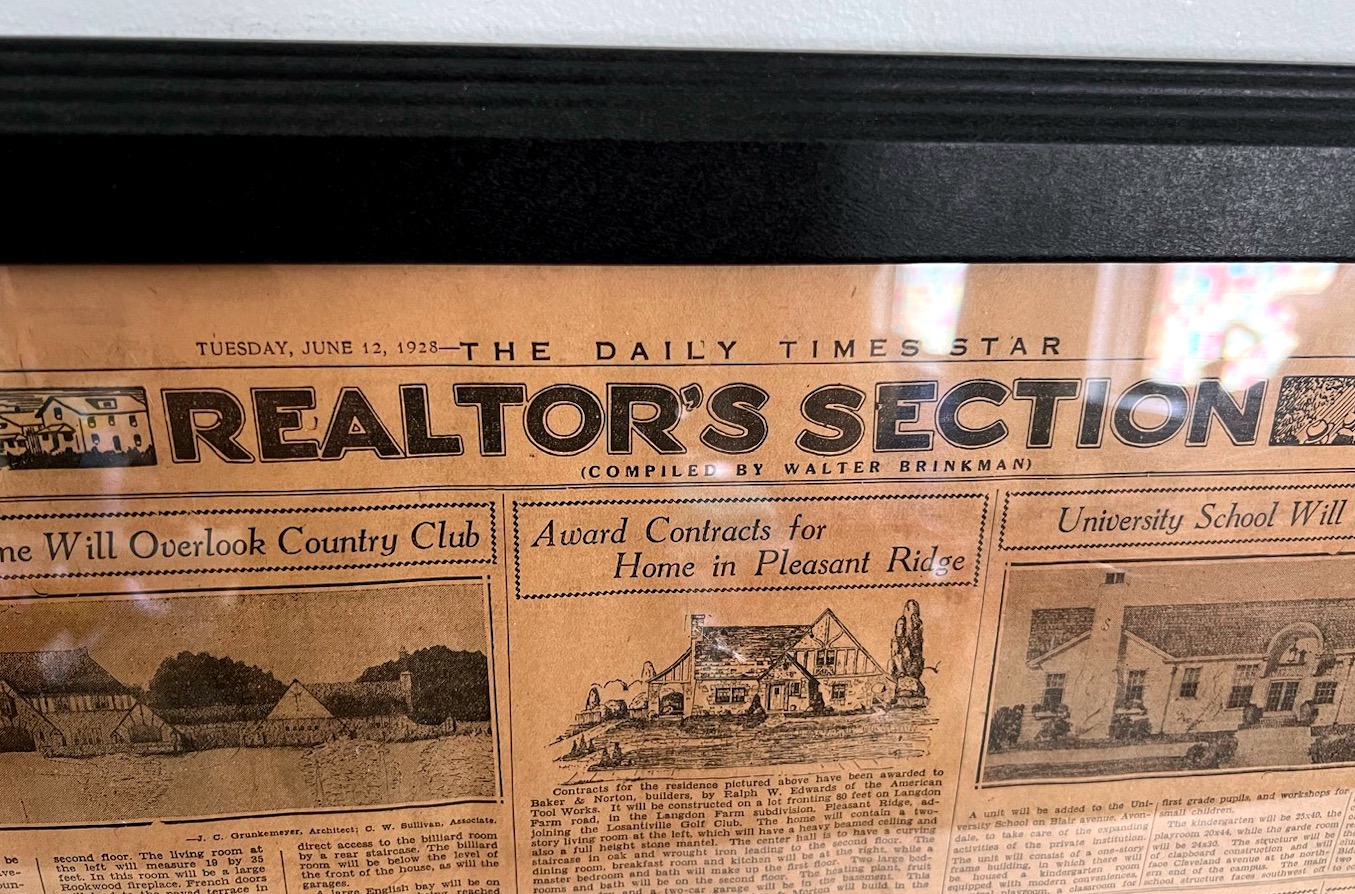 TUESDAY, JUNE 12, 1928—THE DAILY TIMES STAR
REALTOR'S SECTION
(COMPILED BY WALTER BRINKMAN)
me Will Overlook Country Club
—J. C. Grunkemeyer, Architect; C. W. Sullivan, Associate.
second floor. The living room at
the left will measure 19 by 35
feet. In this room will be a large
Rookwood fireplace. French doors
paved terrace in
direct access to the billiard room
by a rear staircase. The billiard
room will be below the level of
the front of the house, as will the
garages.
A large English bay will be on
Award Contracts for
Home in Pleasant Ridge
Contracts for the residence pictured above have been awarded to
Baker & Norton, builders, by Ralph W. Edwards of the American
Tool Works. It will be constructed on a lot fronting 80 feet on Langdon
Farm road, in the Langdon Farm subdivision, Pleasant Ridge, ad-
joining the Losantiville Golf Club. The home will contain a two-
story living room at the left, which will have a heavy beamed ceiling and
also a full height stone mantel. The center hall is to have a curving
staircase in oak and wrought iron leading to the second floor. The
dining room, breakfast room and kitchen will be at the right, while a
master bedroom and bath will make up the first floor. Two large bed-
rooms and bath will be on the second floor. The heating plant, fruit
and a two-car garage will be in the basement.
University School Will
A unit will be added to the Uni-
versity School on Blair avenue, Avon-
dale, to take care of the expanding
activities of the private institution.
The unit will consist of a one-story
frame building, in which there will
be housed a kindergarten room
equipped with modern conveniences,
playroom, a classroom for
first grade pupils, and workshops for
small children.
The kindergarten will be 25x40, the
playroom 20x44, while the garde room
will be 24x30. The structure will be
of clapboard construction and will
face Cleveland avenue at the north-
ern end of the campus. The main
school structure faces southwest off